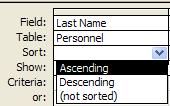 Field: Last Name
Table: Personnel
Sort:
Show: Ascending
Criteria: Descending
or: (not sorted)